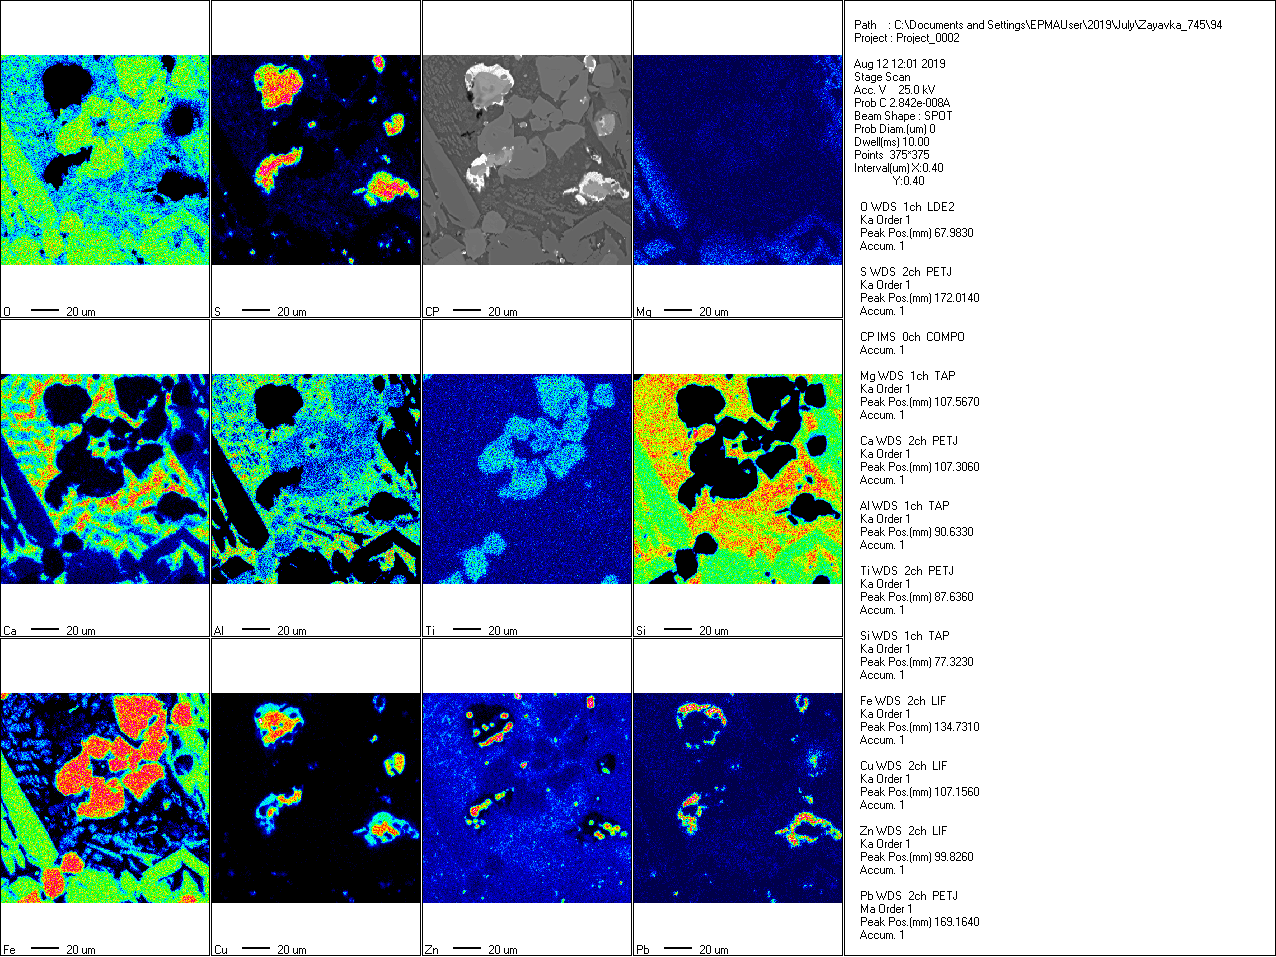 O 20 um
S 20 um
CP 20 um
Mg 20 um
Ca 20 um
Al 20 um
Ti 20 um
Si 20 um
Fe 20 um
Cu 20 um
Zn 20 um
Pb 20 um
Path : C:\Documents and Settings\EPMAUser\2019\July\Zayavka_745\94
Project : Project_0002
Aug 12 12:01 2019
Stage Scan
Acc. V 25.0 kV
Prob C 2.842e-008A
Beam Shape : SPOT
Prob Diam.(um) 0
Dwell(ms) 10.00
Points 375*375
Interval(um) X:0.40
Y:0.40
O WDS 1ch LDE2
Ka Order 1
Peak Pos.(mm) 67.9830
Accum. 1
S WDS 2ch PETJ
Ka Order 1
Peak Pos.(mm) 172.0140
Accum. 1
CP IMS 0ch COMPO
Accum. 1
Mg WDS 1ch TAP
Ka Order 1
Peak Pos.(mm) 107.5670
Accum. 1
Ca WDS 2ch PETJ
Ka Order 1
Peak Pos.(mm) 107.3060
Accum. 1
Al WDS 1ch TAP
Ka Order 1
Peak Pos.(mm) 90.6330
Accum. 1
Ti WDS 2ch PETJ
Ka Order 1
Peak Pos.(mm) 87.6360
Accum. 1
Si WDS 1ch TAP
Ka Order 1
Peak Pos.(mm) 77.3230
Accum. 1
Fe WDS 2ch LIF
Ka Order 1
Peak Pos.(mm) 134.7310
Accum. 1
Cu WDS 2ch LIF
Ka Order 1
Peak Pos.(mm) 107.1560
Accum. 1
Zn WDS 2ch LIF
Ka Order 1
Peak Pos.(mm) 99.8260
Accum. 1
Pb WDS 2ch PETJ
Ma Order 1
Peak Pos.(mm) 169.1640
Accum. 1